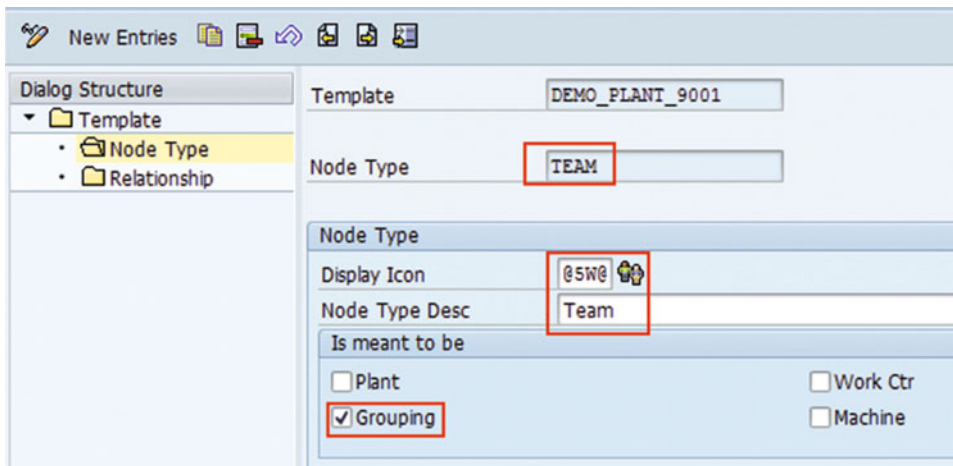 New Entries
Dialog Structure
Template
Node Type
Relationship
Template DEMO_PLANT_9001
Node Type TEAM
Node Type
Display Icon @5W@
Node Type Desc Team
Is meant to be
Plant Work Ctr
Grouping Machine